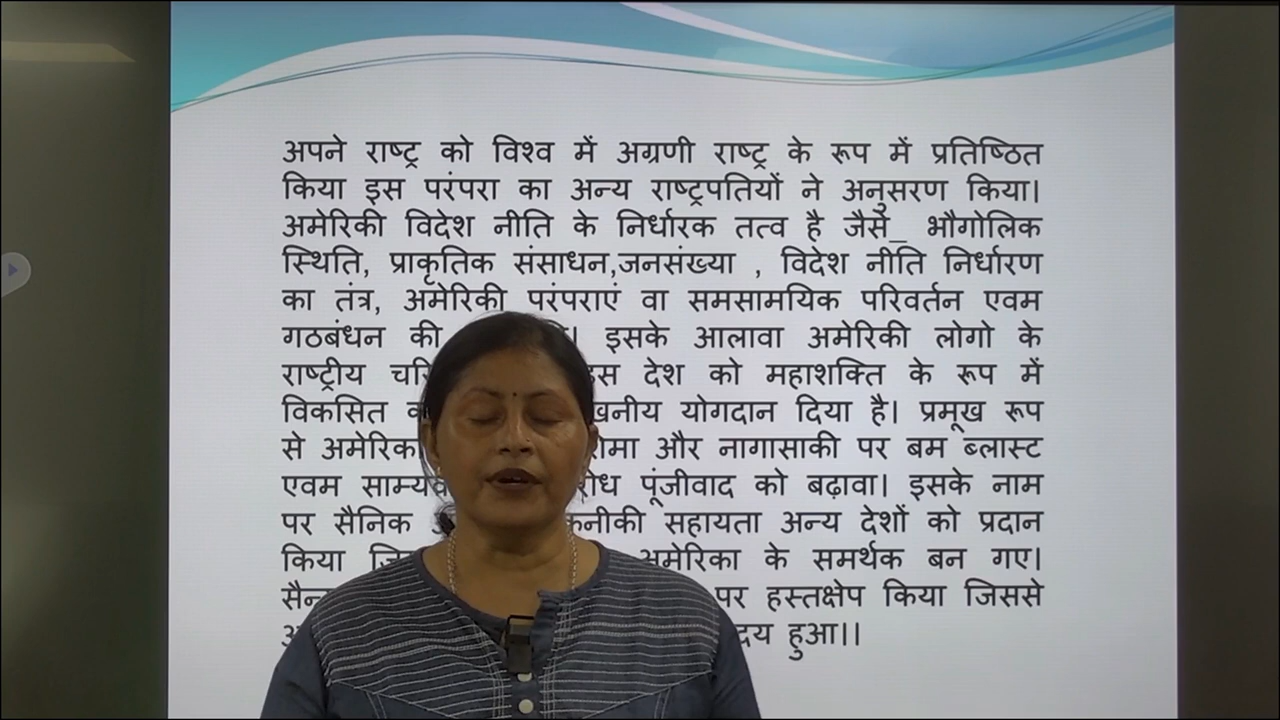 अपने राष्ट्र को विश्व में अग्रणी राष्ट्र के रूप में प्रतिष्ठित
किया इस परंपरा का अन्य राष्ट्रपतियों ने अनुसरण किया।
अमेरिकी विदेश नीति के निर्धारक तत्व है जैसे_ भौगोलिक
स्थिति, प्राकृतिक संसाधन,जनसंख्या , विदेश नीति निर्धारण
का तंत्र, अमेरिकी परंपराएं वा समसामयिक परिवर्तन एवम
गठबंधन की इसके आलावा अमेरिकी लोगो के
राष्ट्रीय देश को महाशक्ति के रूप में
विकसित योगदान दिया है। प्रमूख रूप
से और नागासाकी पर बम ब्लास्ट
एवम पूंजीवाद को बढ़ावा। इसके नाम
पर सैनिक सहायता अन्य देशों को प्रदान
किया अमेरिका के समर्थक बन गए।
पर हस्तक्षेप किया जिससे
हुआ।।